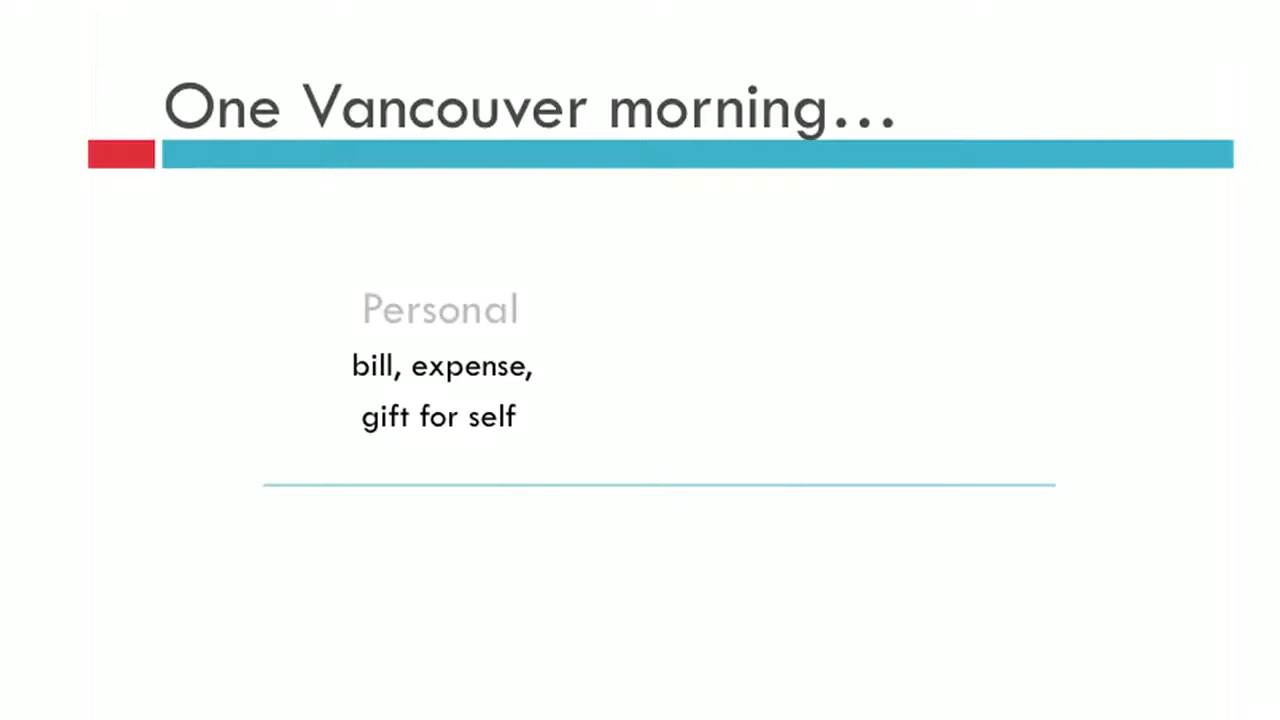 One Vancouver morning…
Personal
bill, expense,
gift for self